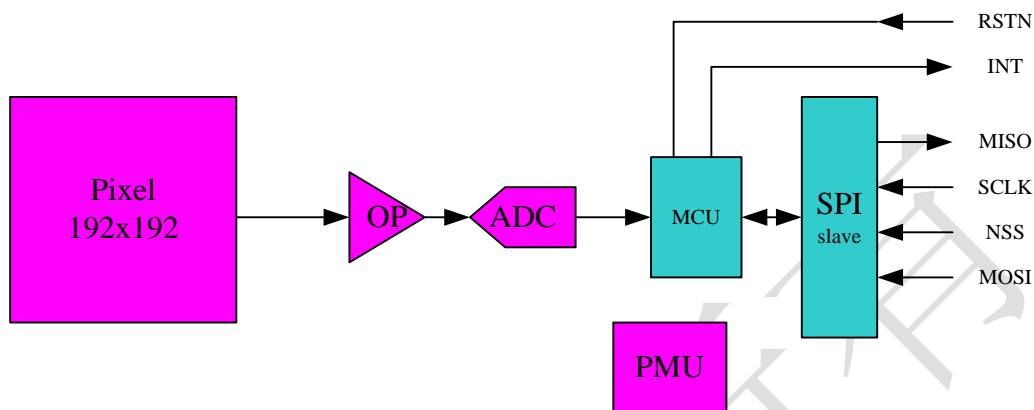 RSTN
INT
Pixel
192x192
OP
ADC
MCU
SPI
slave
MISO
SCLK
NSS
MOSI
PMU